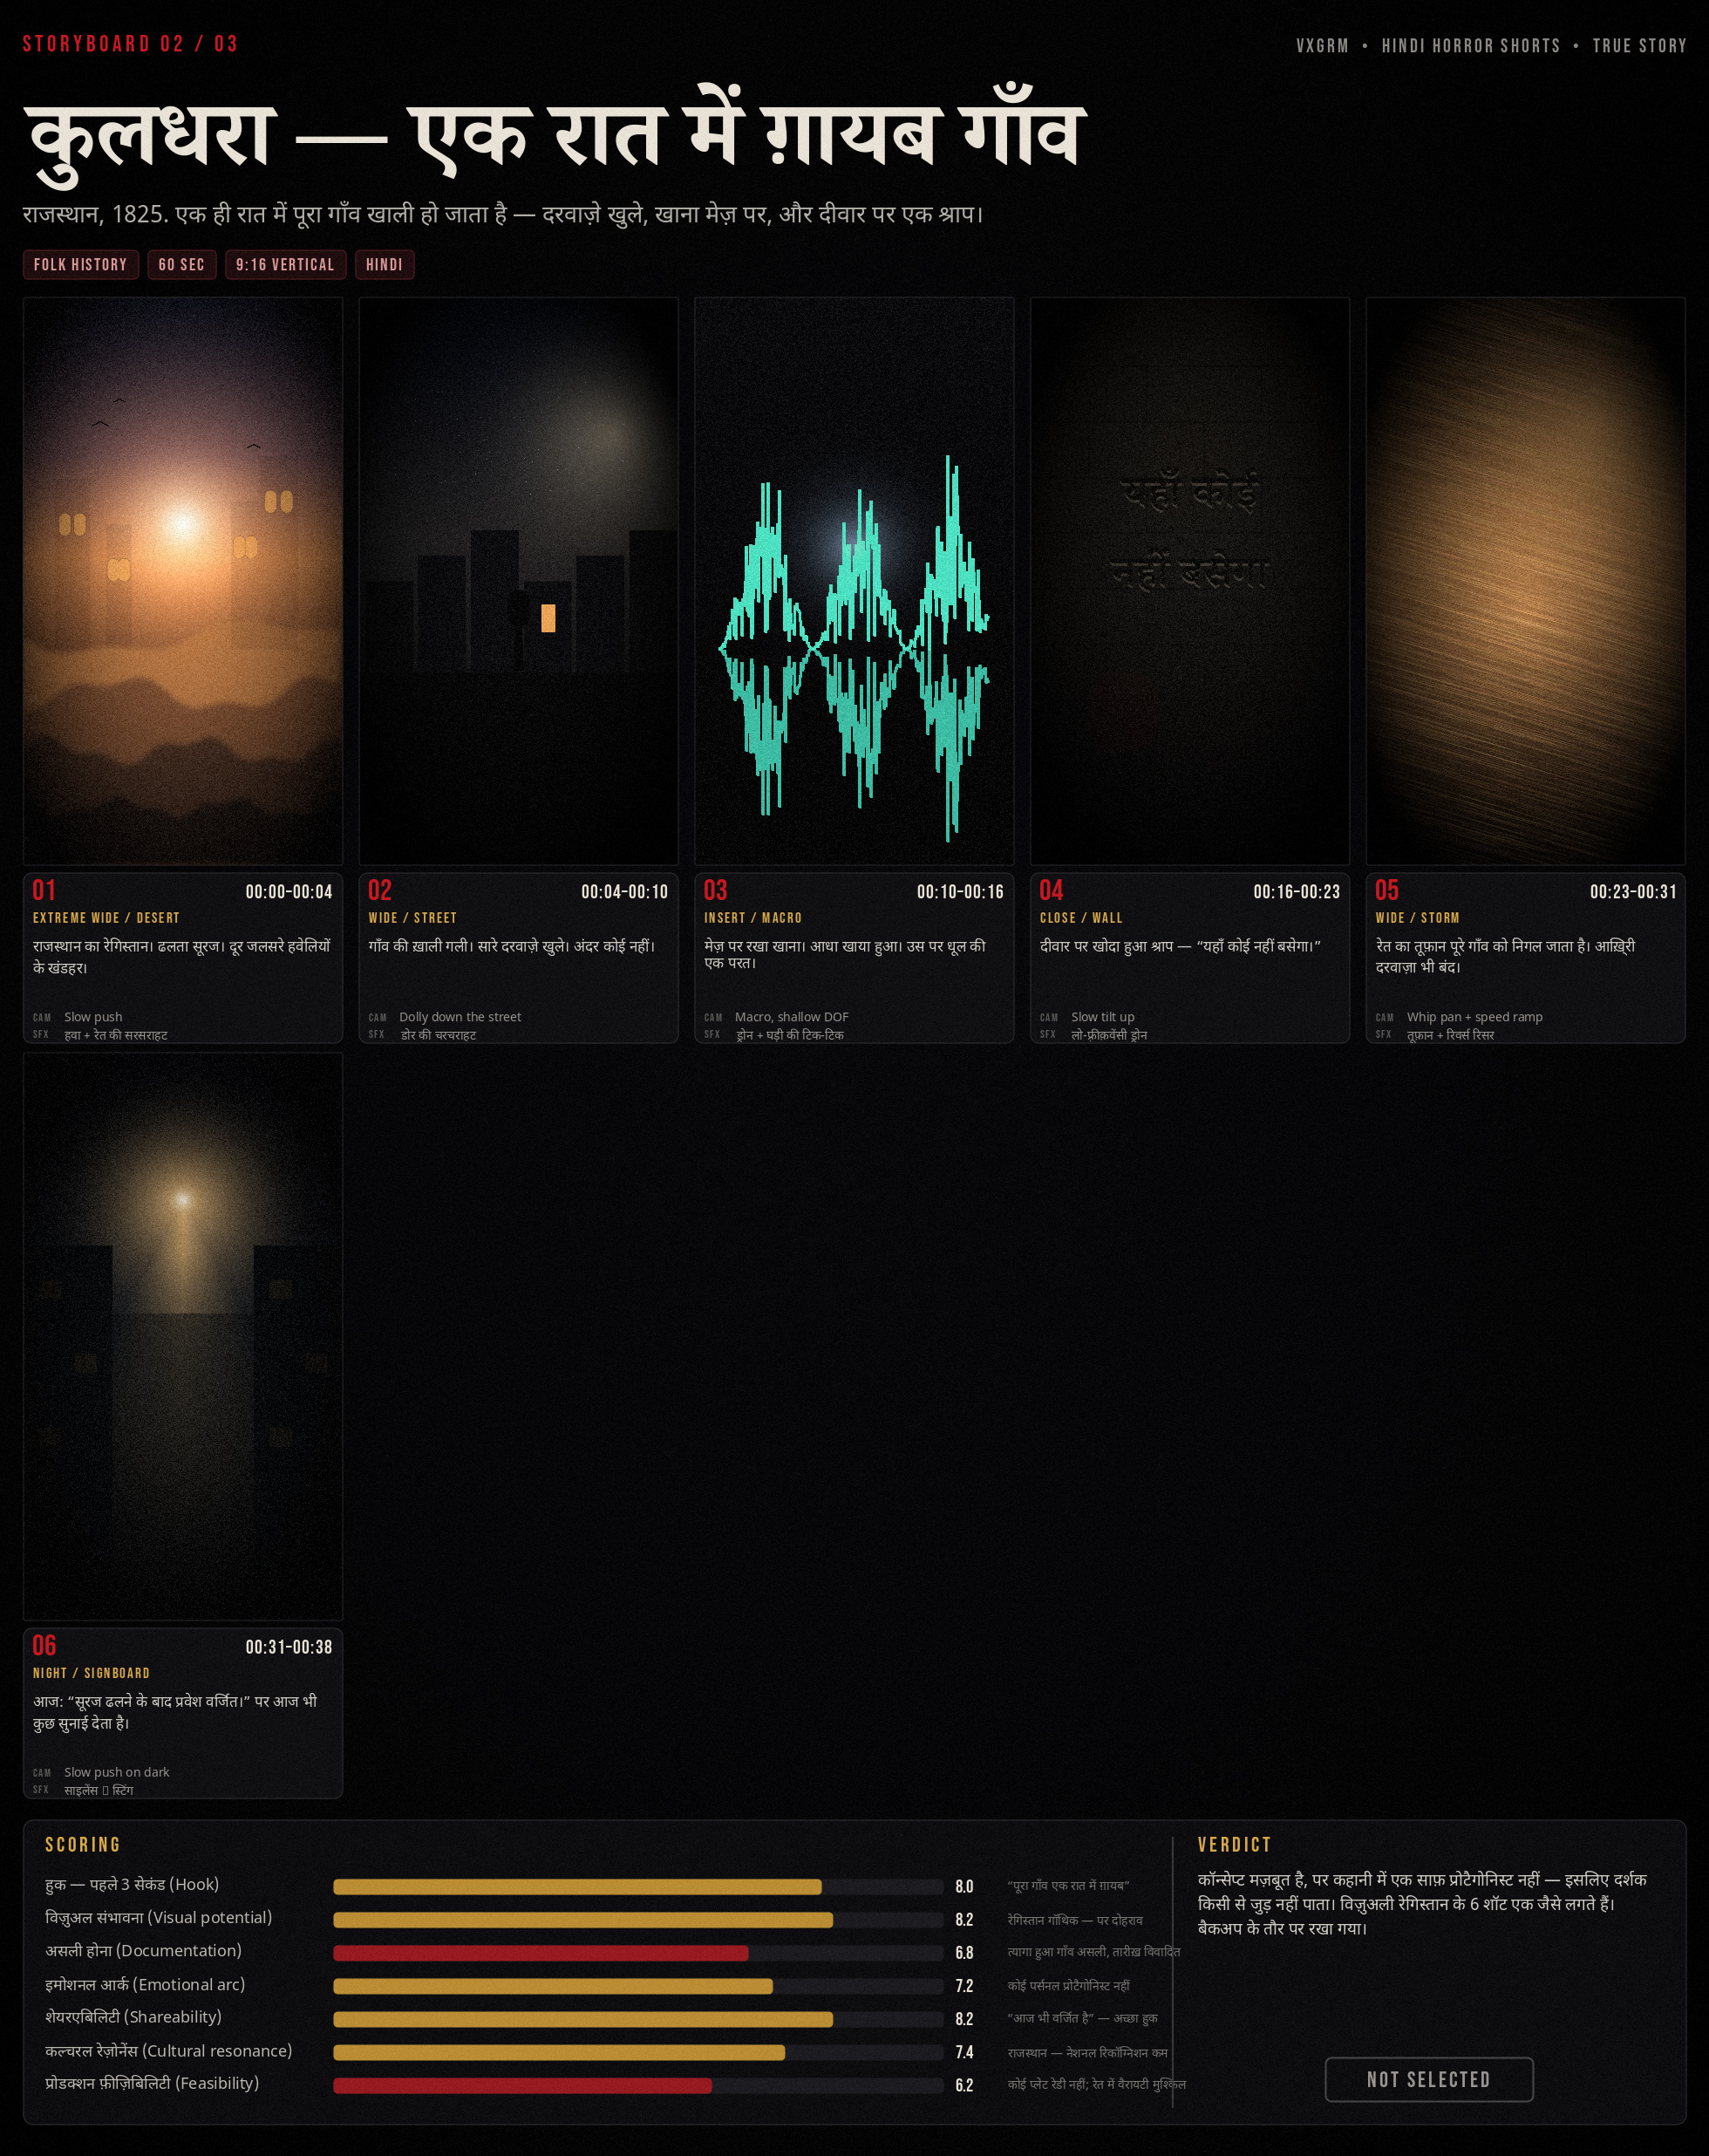 STORYBOARD 02 / 03
VXGRM • HINDI HORROR SHORTS • TRUE STORY
कुलधरा — एक रात में ग़ायब गाँव
राजस्थान, 1825. एक ही रात में पूरा गाँव खाली हो जाता है — दरवाज़े खुले, खाना मेज़ पर, और दीवार पर एक श्राप।
FOLK HISTORY
60 SEC
9:16 VERTICAL
HINDI
यहाँ कोई
नहीं बसेगा
01 00:00–00:04
EXTREME WIDE / DESERT
राजस्थान का रेगिस्तान। ढलता सूरज। दूर जलसरे हवेलियों
के खंडहर।
CAM Slow push
SFX हवा + रेत की सरसराहट
02 00:04–00:10
WIDE / STREET
गाँव की ख़ाली गली। सारे दरवाज़े खुले। अंदर कोई नहीं।
CAM Dolly down the street
SFX डोर की चरचराहट
03 00:10–00:16
INSERT / MACRO
मेज़ पर रखा खाना। आधा खाया हुआ। उस पर धूल की
एक परत।
CAM Macro, shallow DOF
SFX ड्रोन + घड़ी की टिक-टिक
04 00:16–00:23
CLOSE / WALL
दीवार पर खोदा हुआ श्राप — “यहाँ कोई नहीं बसेगा।”
CAM Slow tilt up
SFX लो-फ़्रीक़वेंसी ड्रोन
05 00:23–00:31
WIDE / STORM
रेत का तूफ़ान पूरे गाँव को निगल जाता है। आख़िरी
दरवाज़ा भी बंद।
CAM Whip pan + speed ramp
SFX तूफ़ान + रिवर्स रिसर
06 00:31–00:38
NIGHT / SIGNBOARD
आज: “सूरज ढलने के बाद प्रवेश वर्जित।” पर आज भी
कुछ सुनाई देता है।
CAM Slow push on dark
SFX साइलेंस स्टिंग
SCORING
हुक — पहले 3 सेकंड (Hook) 8.0 “पूरा गाँव एक रात में ग़ायब”
विज़ुअल संभावना (Visual potential) 8.2 रेगिस्तान गॉथिक — पर दोहराव
असली होना (Documentation) 6.8 त्यागा हुआ गाँव असली, तारीख़ विवादित
इमोशनल आर्क (Emotional arc) 7.2 कोई पर्सनल प्रोटैगोनिस्ट नहीं
शेयरएबिलिटी (Shareability) 8.2 “आज भी वर्जित है” — अच्छा हुक
कल्चरल रेज़ोनेंस (Cultural resonance) 7.4 राजस्थान — नेशनल रिकॉग्निशन कम
प्रोडक्शन फ़ीज़िबिलिटी (Feasibility) 6.2 कोई प्लेट रेडी नहीं; रेत में वैरायटी मुश्किल
VERDICT
कॉन्सेप्ट मज़बूत है, पर कहानी में एक साफ़ प्रोटैगोनिस्ट नहीं — इसलिए दर्शक
किसी से जुड़ नहीं पाता। विज़ुअली रेगिस्तान के 6 शॉट एक जैसे लगते हैं।
बैकअप के तौर पर रखा गया।
NOT SELECTED